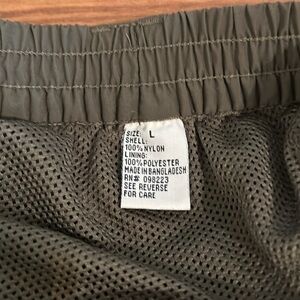 SIZE: L
SHELL:
100% NYLON
LINING:
100% POLYESTER
MADE IN BANGLADESH
RN# 098223
SEE REVERSE
FOR CARE